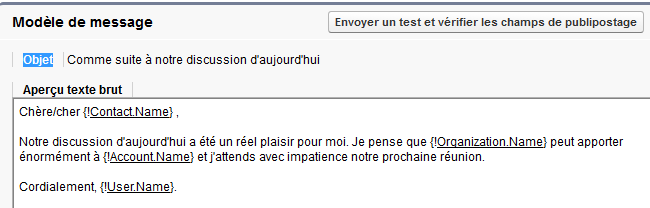 Modèle de message
Envoyer un test et vérifier les champs de publipostage
Objet Comme suite à notre discussion d'aujourd'hui
Aperçu texte brut
Chère/cher {!Contact.Name} ,
Notre discussion d'aujourd'hui a été un réel plaisir pour moi. Je pense que {!Organization.Name} peut apporter
énormément à {!Account.Name} et j'attends avec impatience notre prochaine réunion.
Cordialement, {!User.Name}.